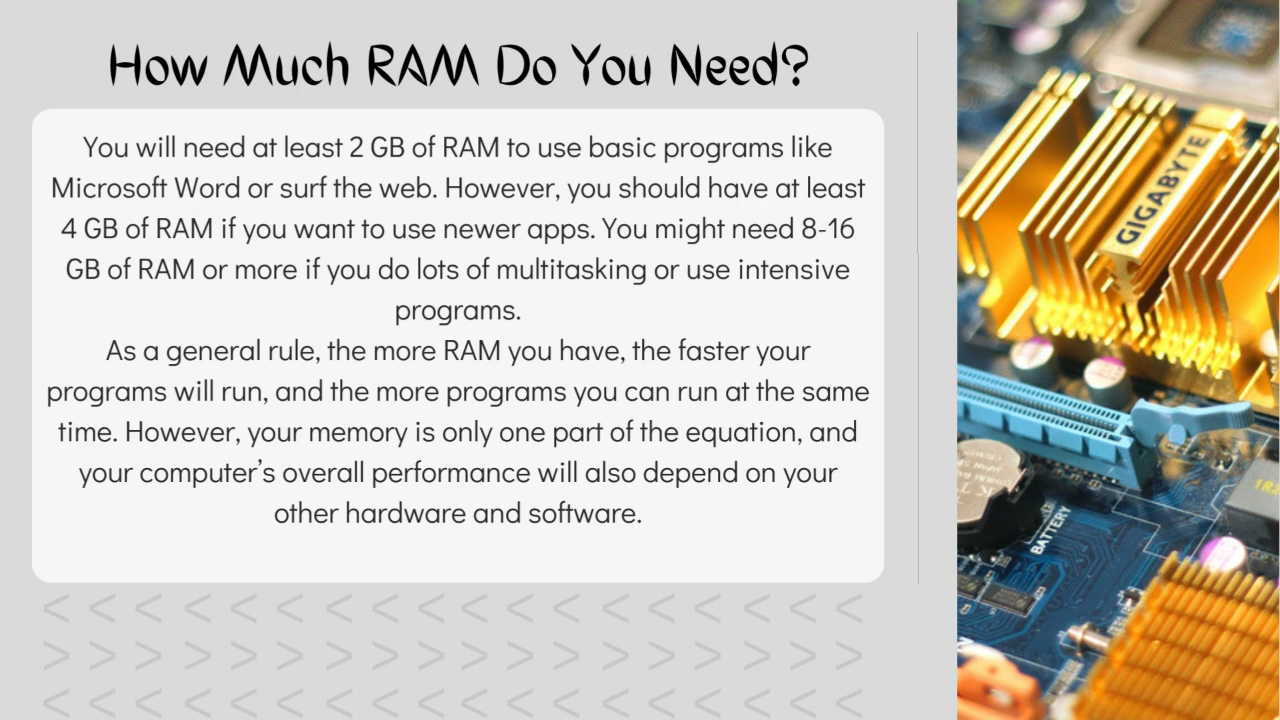 How Much RAM Do You Need?
You will need at least 2 GB of RAM to use basic programs like
Microsoft Word or surf the web. However, you should have at least
4 GB of RAM if you want to use newer apps. You might need 8-16
GB of RAM or more if you do lots of multitasking or use intensive
programs.
As a general rule, the more RAM you have, the faster your
programs will run, and the more programs you can run at the same
time. However, your memory is only one part of the equation, and
your computer’s overall performance will also depend on your
other hardware and software.
GIGABYTE
BATTERY